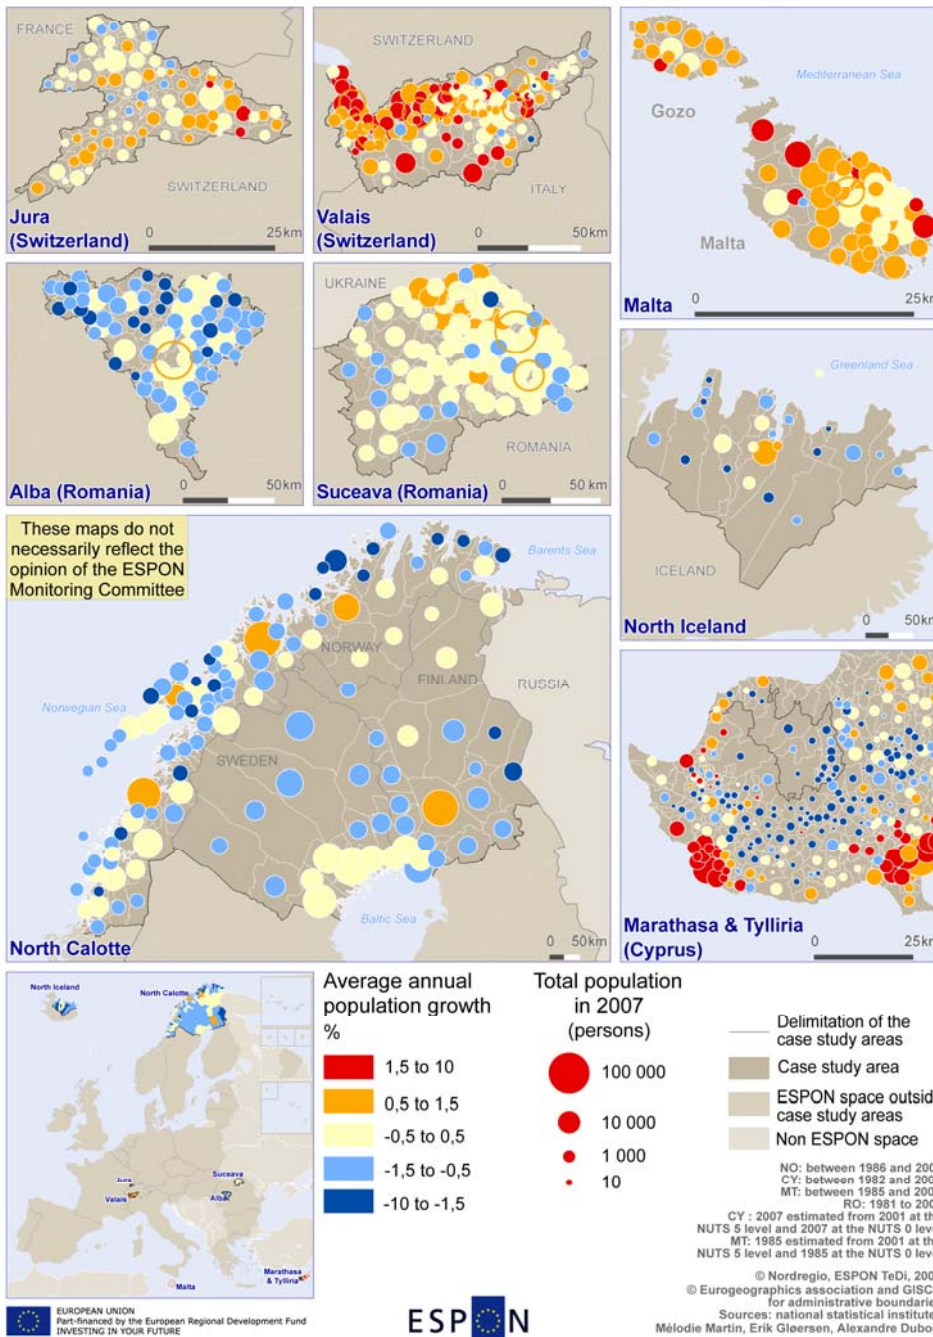 FRANCE
SWITZERLAND
Jura
(Switzerland)
0 25km
SWITZERLAND
ITALY
Valais
(Switzerland)
0 50km
Mediterranean Sea
Gozo
Malta
Malta
0 25km
Alba (Romania)
0 50km
UKRAINE
ROMANIA
Suceava (Romania)
0 50km
Greenland Sea
ICELAND
North Iceland
0 50km
These maps do not
necessarily reflect the
opinion of the ESPON
Monitoring Committee
Barents Sea
NORWAY
FINLAND
RUSSIA
Norwegian Sea
SWEDEN
Baltic Sea
North Calotte
0 50km
Marathasa & Tylliria
(Cyprus)
0 25km
North Iceland
North Calotte
Jura
Valais
Suceava
Alba
Malta
Marathasa
& Tylliria
Average annual
population growth
%
1,5 to 10
0,5 to 1,5
-0,5 to 0,5
-1,5 to -0,5
-10 to -1,5
Total population
in 2007
(persons)
100 000
10 000
1 000
10
Delimitation of the
case study areas
Case study area
ESPON space outsid
case study areas
Non ESPON space
NO: between 1986 and 200
CY: between 1982 and 200
MT: between 1985 and 200
RO: 1981 to 200
CY : 2007 estimated from 2001 at the
NUTS 5 level and 2007 at the NUTS 0 leve
MT: 1985 estimated from 2001 at the
NUTS 5 level and 1985 at the NUTS 0 leve
© Nordregio, ESPON TeDi, 200
© Eurogeographics association and GISC
for administrative boundarie
Sources: national statistical institute
Mélodie Martin, Erik Gløersen, Alexandre Dubo
EUROPEAN UNION
Part-financed by the European Regional Development Fund
INVESTING IN YOUR FUTURE
ESPON